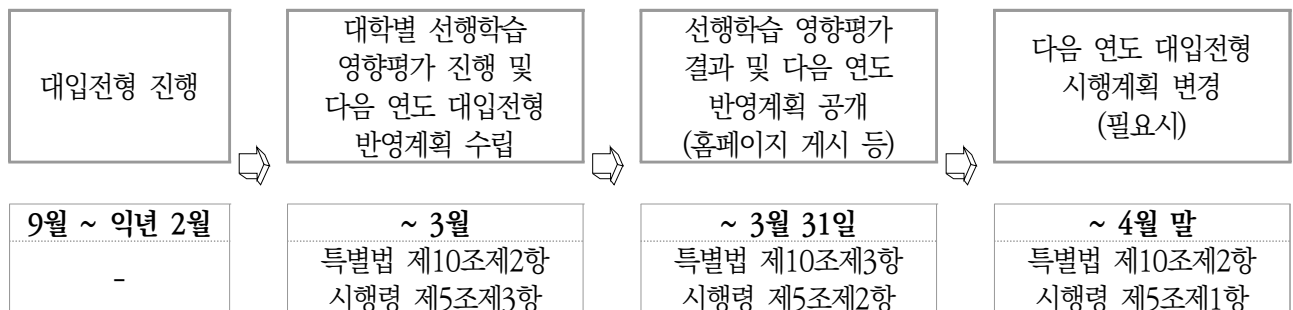 대입전형 진행
대학별 선행학습
영향평가 진행 및
다음 연도 대입전형
반영계획 수립
선행학습 영향평가
결과 및 다음 연도
반영계획 공개
(홈페이지 게시 등)
다음 연도 대입전형
시행계획 변경
(필요시)
9월 ~ 익년 2월
~ 3월
~ 3월 31일
~ 4월 말
-
특별법 제10조제2항
시행령 제5조제3항
특별법 제10조제3항
시행령 제5조제2항
특별법 제10조제2항
시행령 제5조제1항